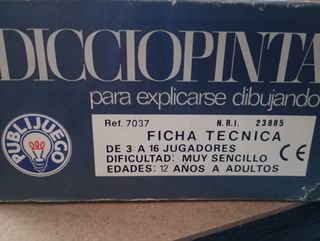 DICCIOPINTA
para explicarse dibujando
PUBLIJUEGO
Ref. 7037 N.R.I. 23885
FICHA TECNICA
DE 3 A 16 JUGADORES
DIFICULTAD: MUY SENCILLO
EDADES: 12 AÑOS A ADULTOS
CE